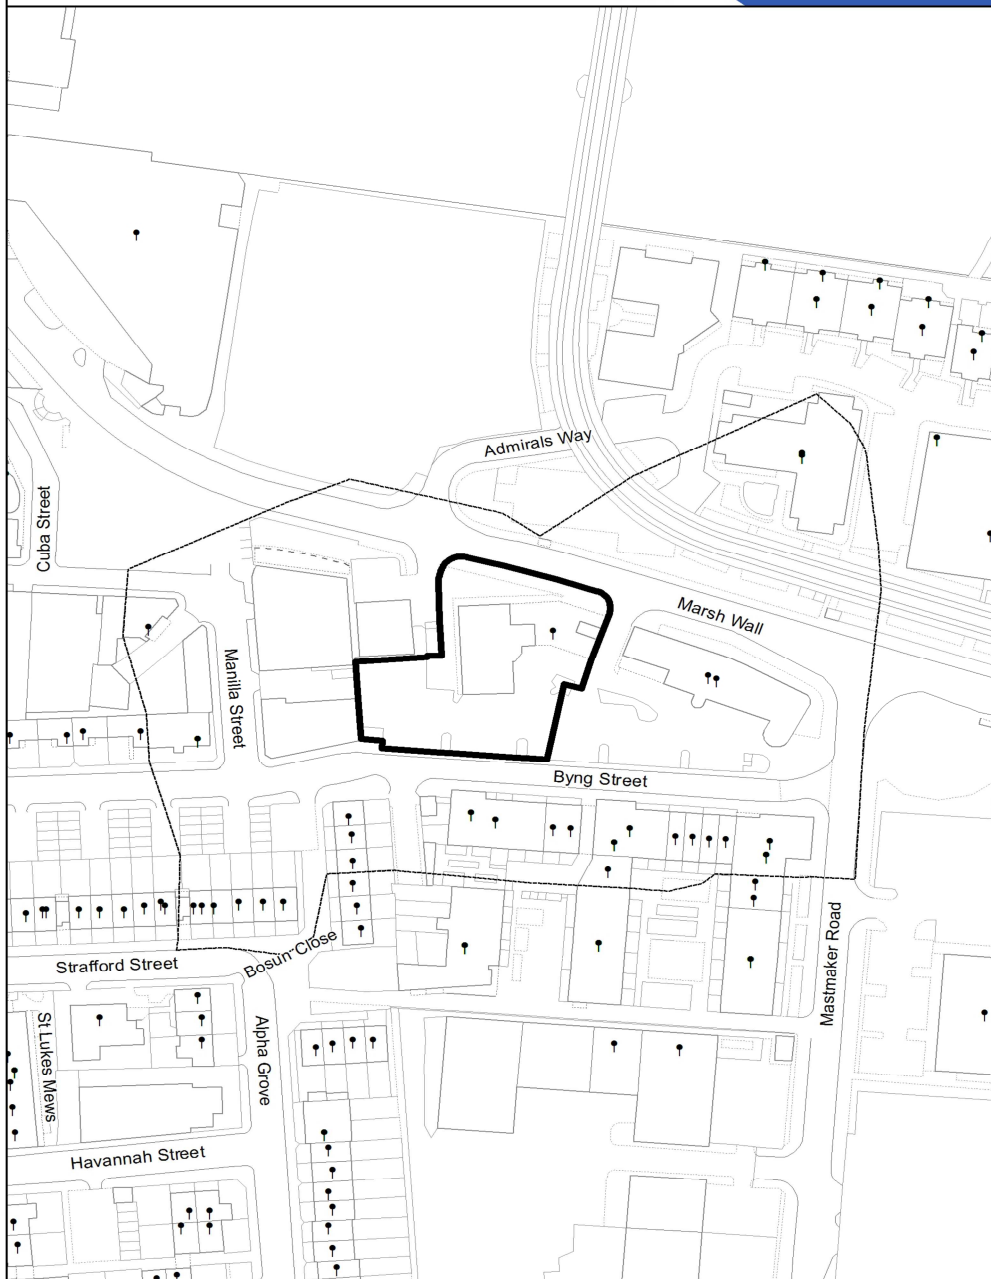 Admirals Way
Cuba Street
Marsh Wall
Manilla Street
Byng Street
Mastmaker Road
Bosun Close
Strafford Street
St Lukes Mews
Alpha Grove
Havannah Street